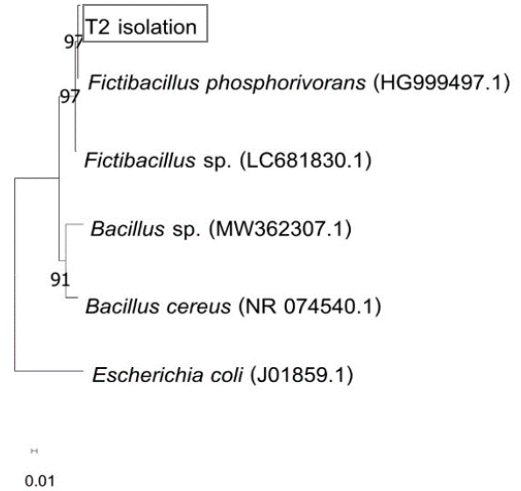 T2 isolation
97
Fictibacillus phosphorivorans (HG999497.1)
97
Fictibacillus sp. (LC681830.1)
Bacillus sp. (MW362307.1)
91
Bacillus cereus (NR 074540.1)
Escherichia coli (J01859.1)
0.01